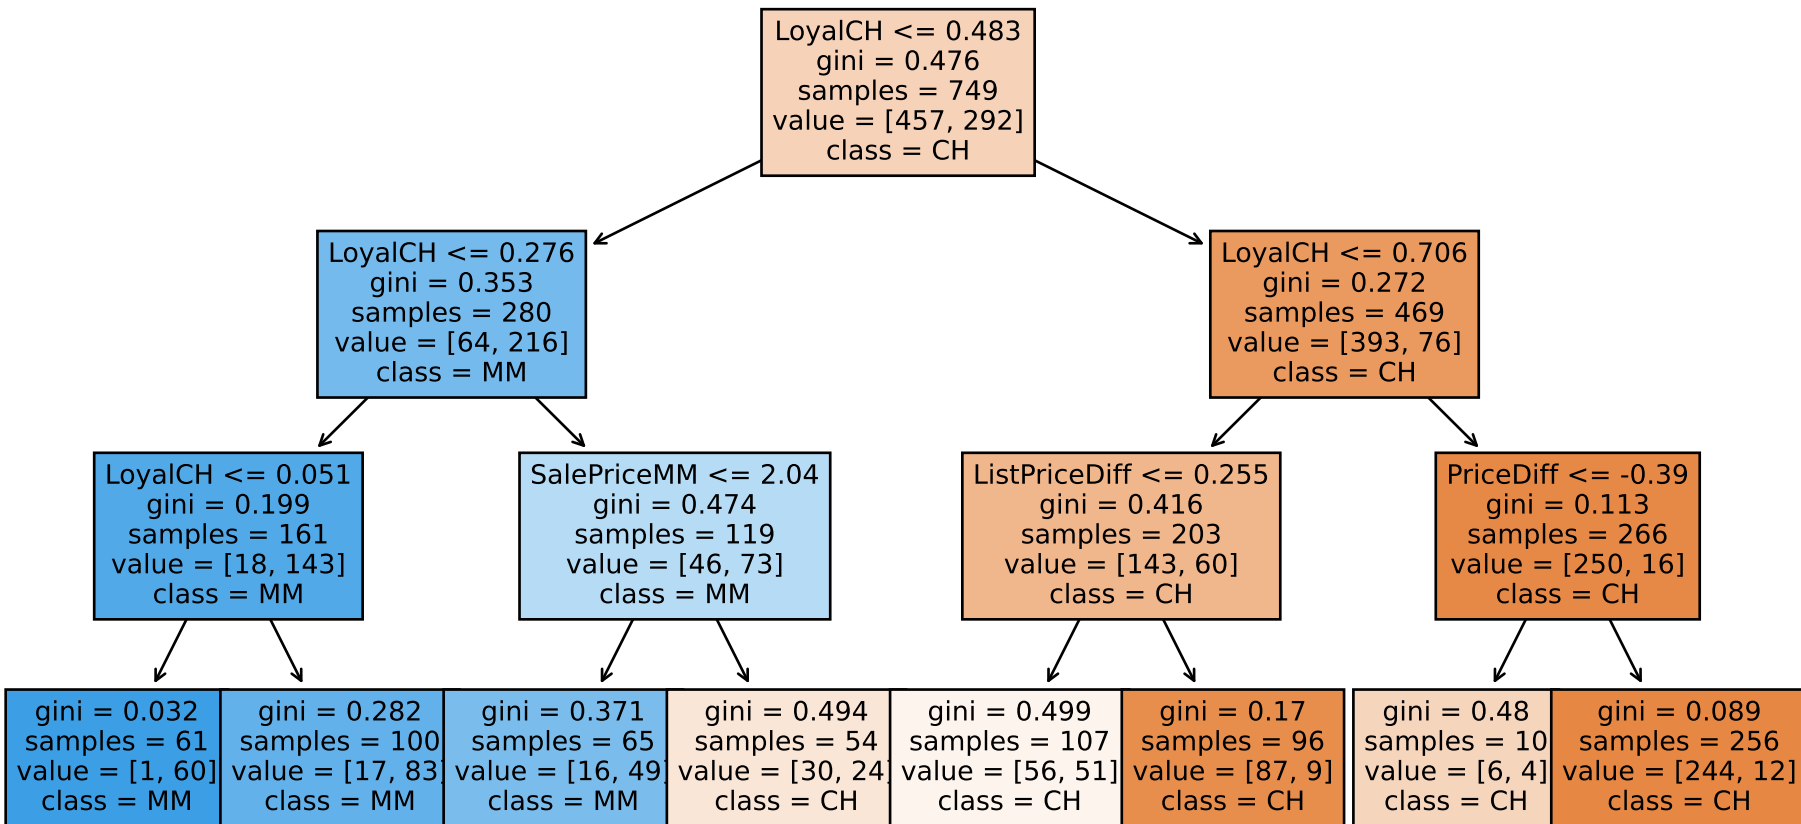 LoyalCH <= 0.483
gini = 0.476
samples = 749
value = [457, 292]
class = CH
LoyalCH <= 0.276
gini = 0.353
samples = 280
value = [64, 216]
class = MM
LoyalCH <= 0.706
gini = 0.272
samples = 469
value = [393, 76]
class = CH
LoyalCH <= 0.051
gini = 0.199
samples = 161
value = [18, 143]
class = MM
SalePriceMM <= 2.04
gini = 0.474
samples = 119
value = [46, 73]
class = MM
ListPriceDiff <= 0.255
gini = 0.416
samples = 203
value = [143, 60]
class = CH
PriceDiff <= -0.39
gini = 0.113
samples = 266
value = [250, 16]
class = CH
gini = 0.032
samples = 61
value = [1, 60]
class = MM
gini = 0.282
samples = 100
value = [17, 83]
class = MM
gini = 0.371
samples = 65
value = [16, 49]
class = MM
gini = 0.494
samples = 54
value = [30, 24]
class = CH
gini = 0.499
samples = 107
value = [56, 51]
class = CH
gini = 0.17
samples = 96
value = [87, 9]
class = CH
gini = 0.48
samples = 10
value = [6, 4]
class = CH
gini = 0.089
samples = 256
value = [244, 12]
class = CH